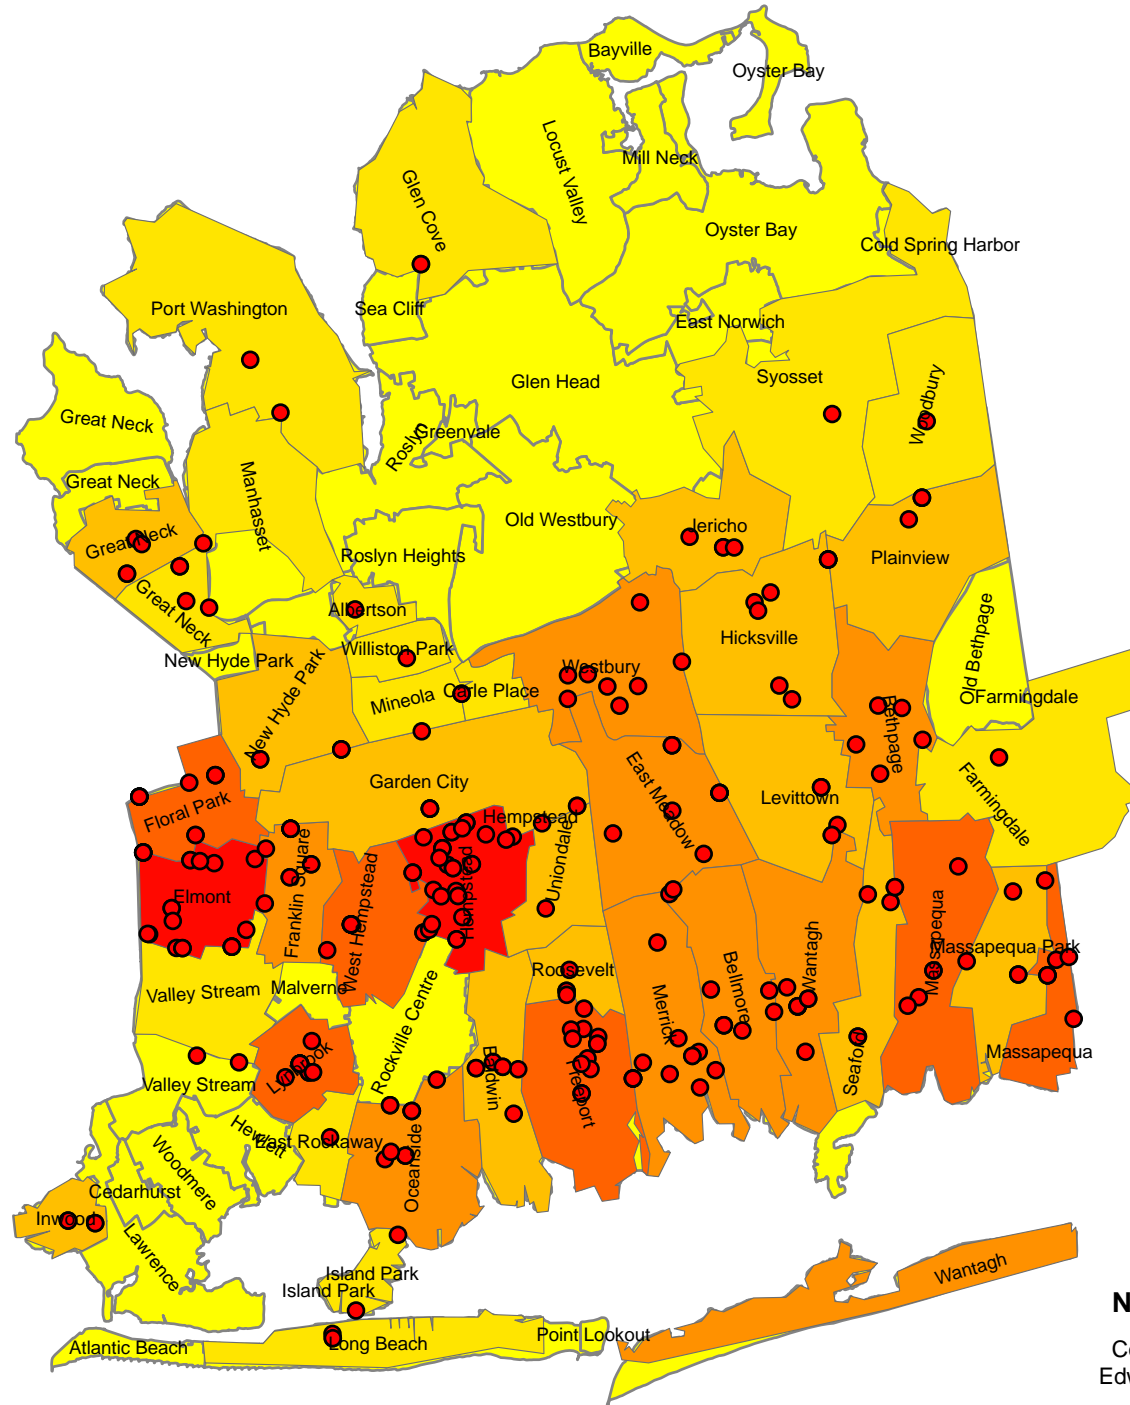 Bayville
Oyster Bay
Locust Valley
Mill Neck
Glen Cove
Oyster Bay
Cold Spring Harbor
Port Washington
Sea Cliff
East Norwich
Glen Head
Syosset
Woodbury
Great Neck
Roslyn
Greenvale
Great Neck
Manhasset
Old Westbury
Jericho
Great Neck
Roslyn Heights
Plainview
Great Neck
Albertson
Hicksville
Williston Park
New Hyde Park
Westbury
Old Bethpage
Mineola
Carle Place
Farmingdale
New Hyde Park
Bethpage
Garden City
East Meadow
Levittown
Farmingdale
Floral Park
Hempstead
Franklin Square
Uniondale
Elmont
West Hempstead
Hempstead
Massapequa
Massapequa Park
Wantagh
Bellmore
Roosevelt
Valley Stream
Malverne
Rockville Centre
Merrick
Massapequa
Seaford
Lynbrook
Valley Stream
Baldwin
Freeport
Hewlett
East Rockaway
Oceanside
Woodmere
Cedarhurst
Inwood
Lawrence
Island Park
Island Park
Wantagh
Atlantic Beach
Long Beach
Point Lookout
N